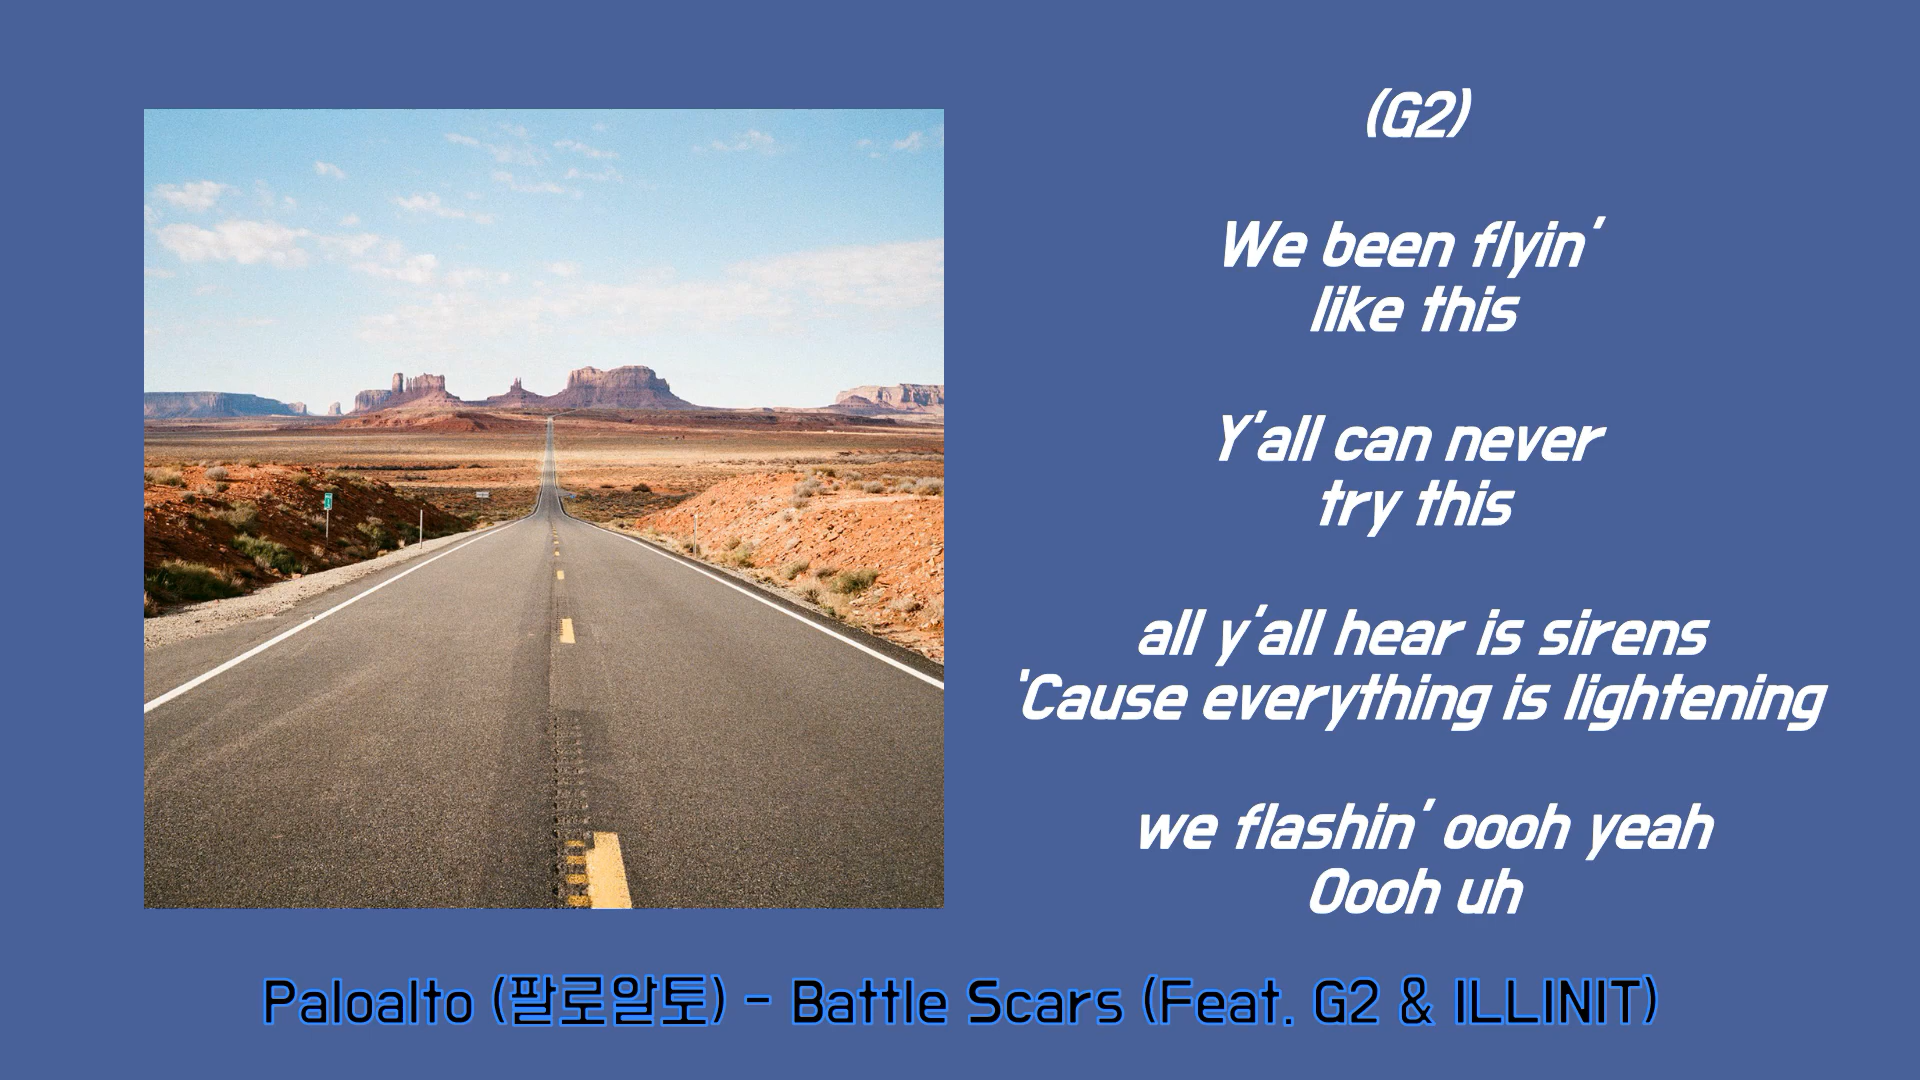 (G2)
We been flyin'
like this
Y'all can never
try this
all y'all hear is sirens
'Cause everything is lightening
we flashin' oooh yeah
Oooh uh
Paloalto (팔로알토) - Battle Scars (Feat. G2 & ILLINIT)